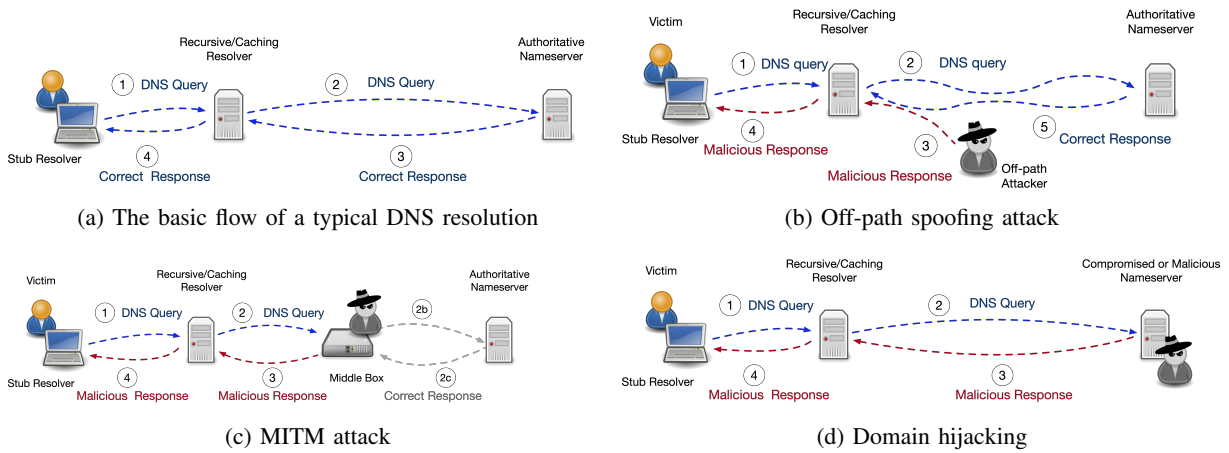 Recursive/Caching
Resolver
Authoritative
Nameserver
1
DNS Query
2
DNS Query
Stub Resolver
4
Correct Response
3
Correct Response
(a) The basic flow of a typical DNS resolution
Victim
Recursive/Caching
Resolver
Authoritative
Nameserver
1
DNS query
2
DNS query
Stub Resolver
4
Malicious Response
3
Malicious Response
Off-path
Attacker
5
Correct Response
(b) Off-path spoofing attack
Victim
Recursive/Caching
Resolver
Authoritative
Nameserver
1
DNS Query
2
DNS Query
2b
Stub Resolver
4
Malicious Response
3
Malicious Response
Middle Box
2c
Correct Response
(c) MITM attack
Victim
Recursive/Caching
Resolver
Compromised or Malicious
Nameserver
1
DNS Query
2
DNS Query
Stub Resolver
4
Malicious Response
3
Malicious Response
(d) Domain hijacking